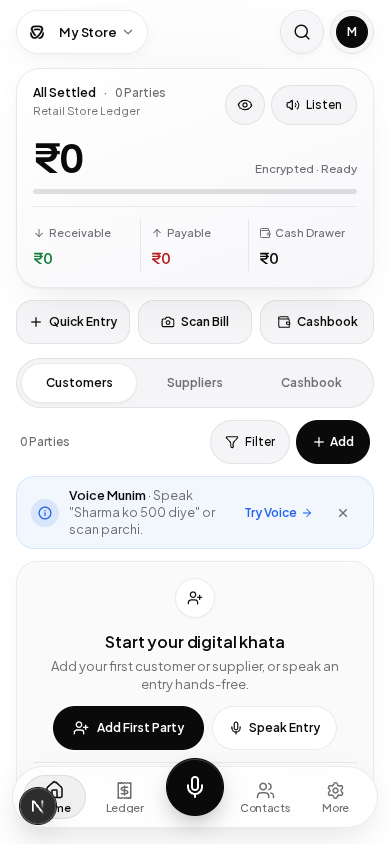 My Store
M
All Settled · 0 Parties
Retail Store Ledger
Listen
₹0
Encrypted · Ready
Receivable
₹0
Payable
₹0
Cash Drawer
₹0
Quick Entry
Scan Bill
Cashbook
Customers
Suppliers
Cashbook
0 Parties
Filter
Add
Voice Munim · Speak
"Sharma ko 500 diye" or
scan parchi.
Try Voice →
Start your digital khata
Add your first customer or supplier, or speak an
entry hands-free.
Add First Party
Speak Entry
N
Ledger
Contacts
More